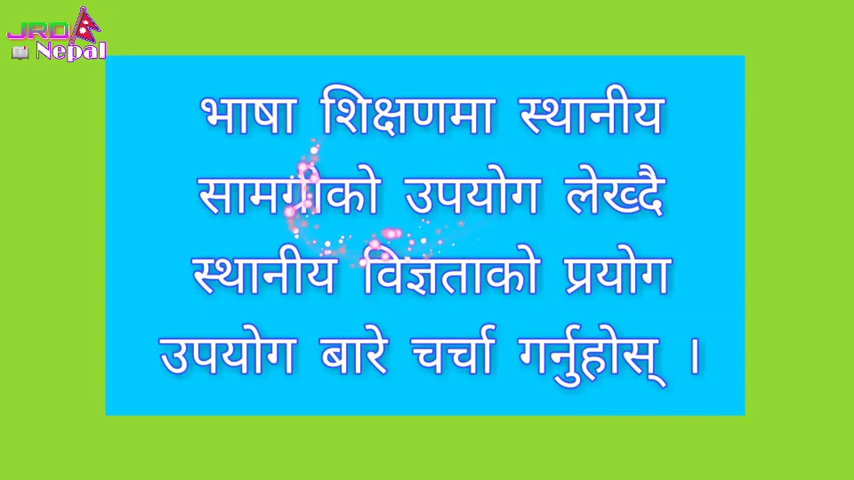 JRD
Nepal
भाषा शिक्षणमा स्थानीय
सामग्रीको उपयोग लेख्दै
स्थानीय विज्ञताको प्रयोग
उपयोग बारे चर्चा गर्नुहोस् ।